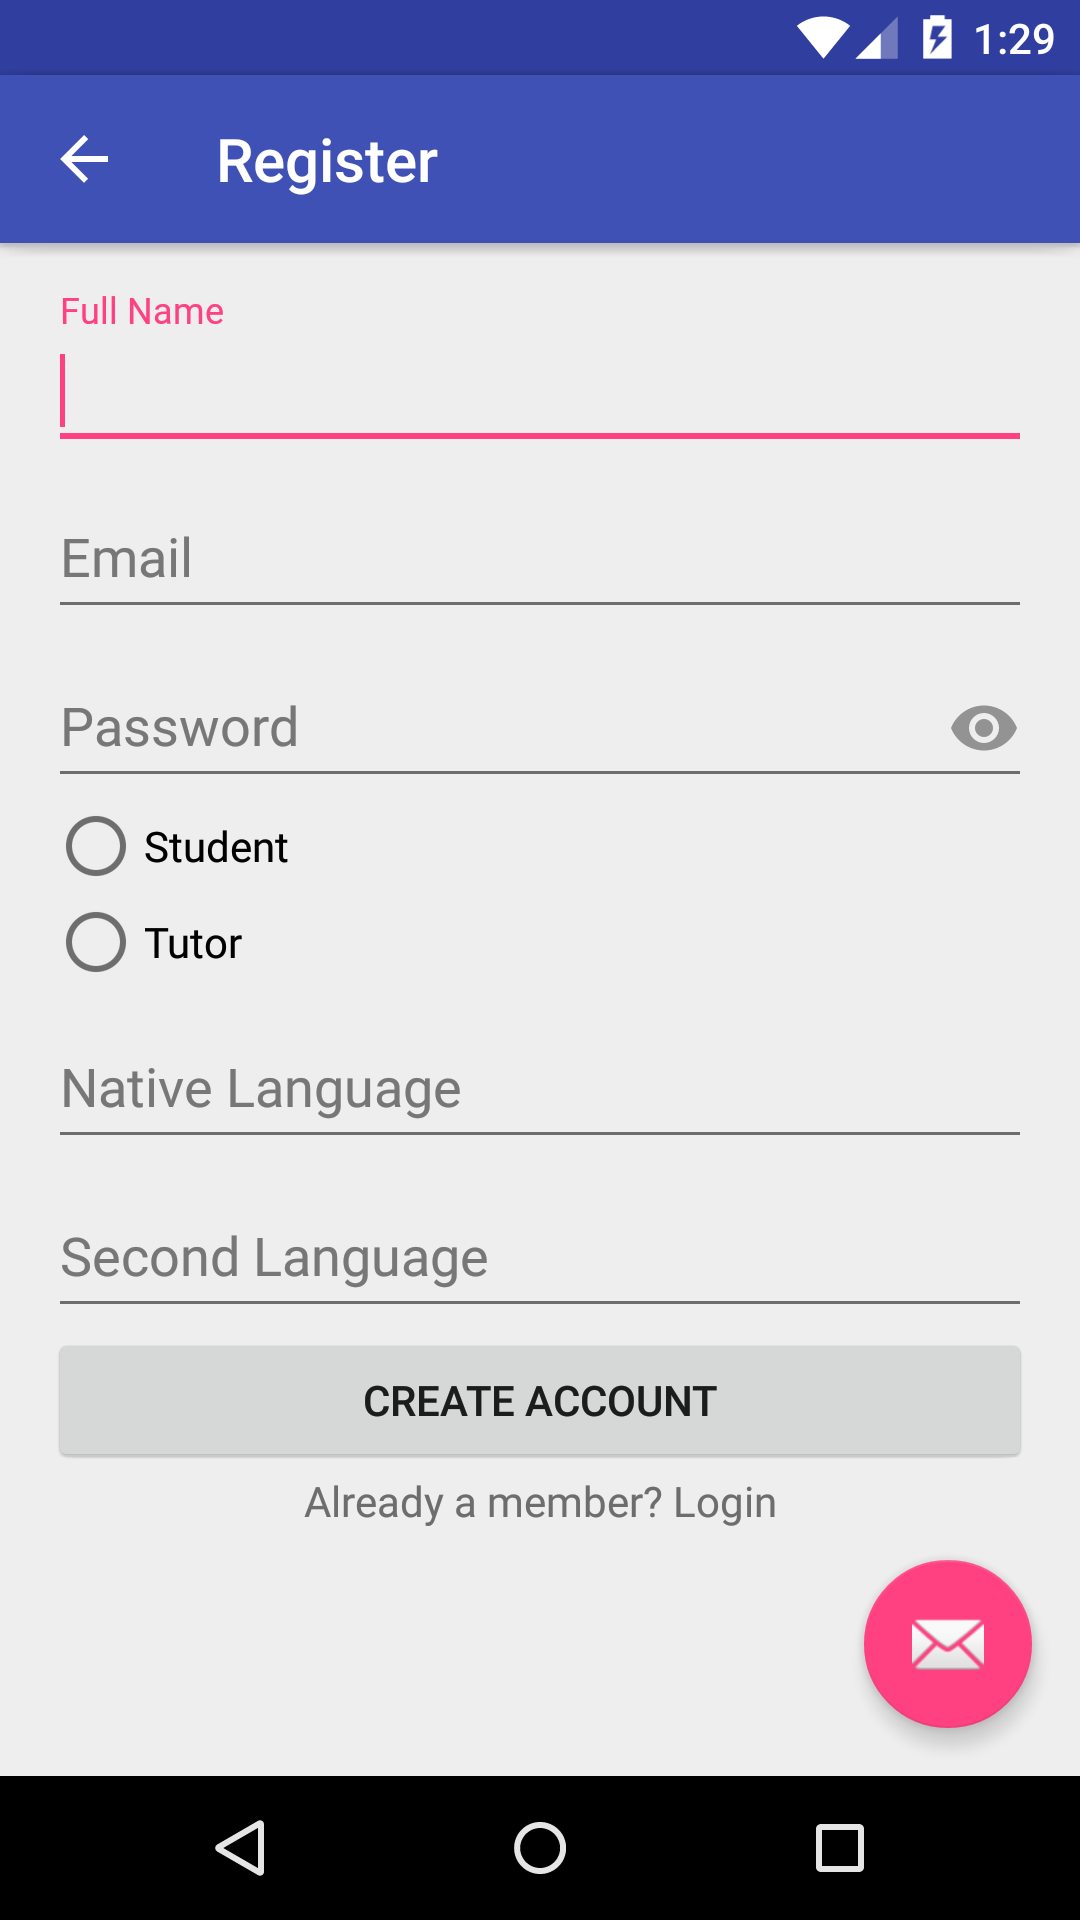 1:29
Register
Full Name
Email
Password
Student
Tutor
Native Language
Second Language
CREATE ACCOUNT
Already a member? Login